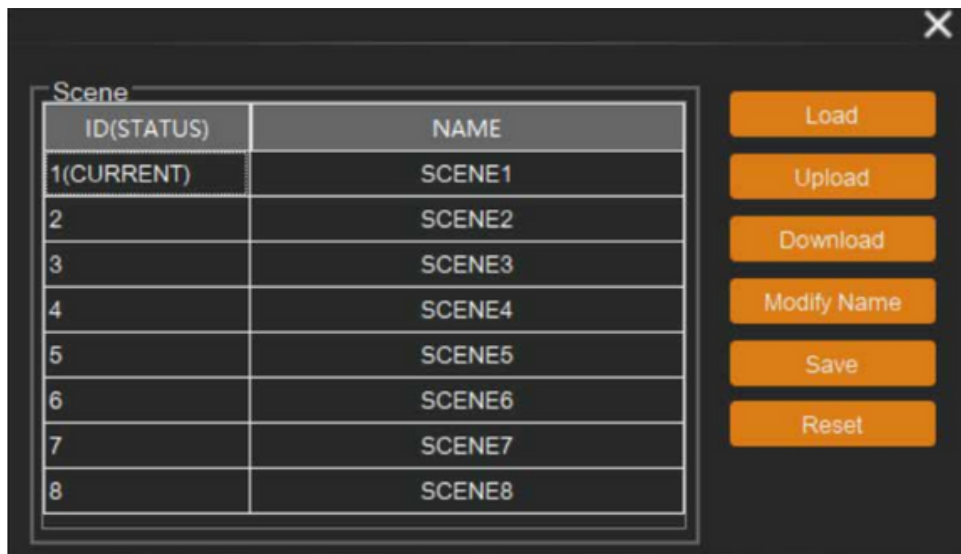 Scene
ID(STATUS) NAME
1(CURRENT) SCENE1
2 SCENE2
3 SCENE3
4 SCENE4
5 SCENE5
6 SCENE6
7 SCENE7
8 SCENE8
Load
Upload
Download
Modify Name
Save
Reset